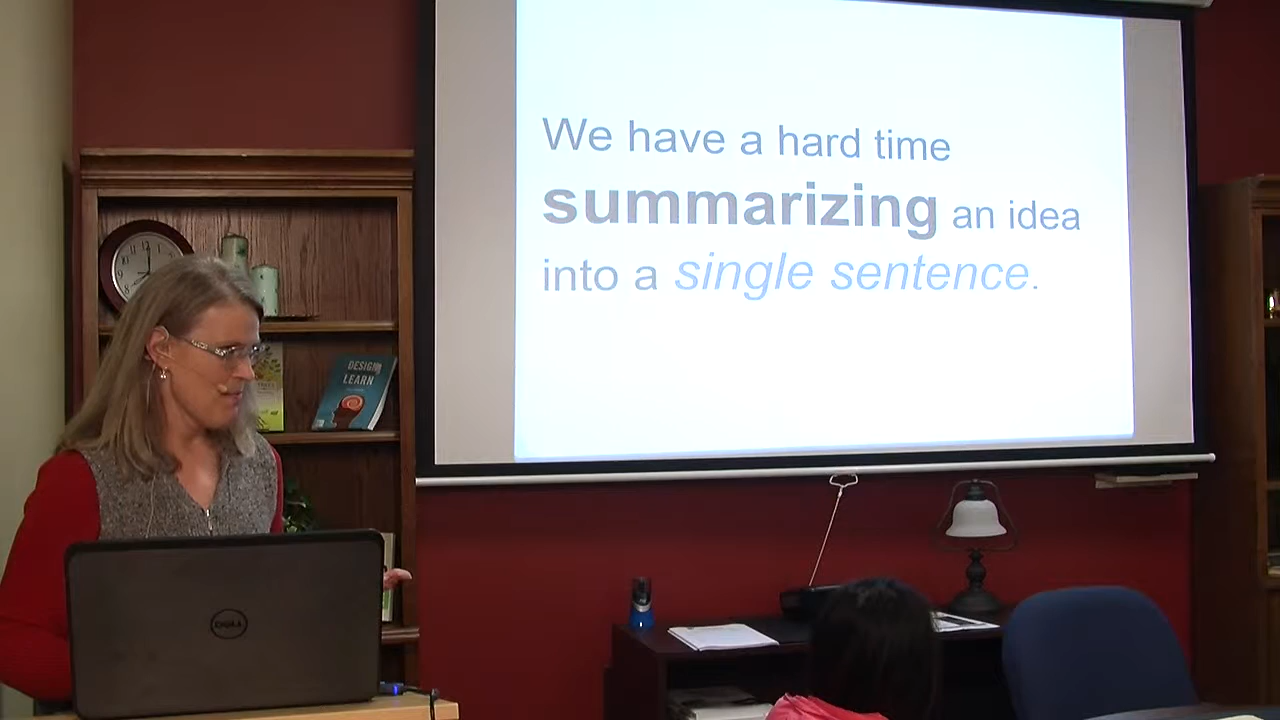 We have a hard time
summarizing an idea
into a single sentence.
DESIGN
LEARN
DELL